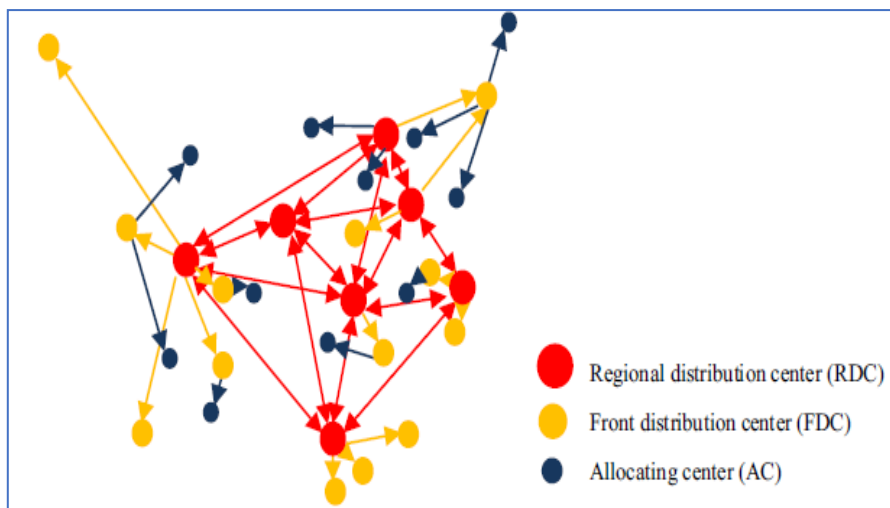 Regional distribution center (RDC)
Front distribution center (FDC)
Allocating center (AC)